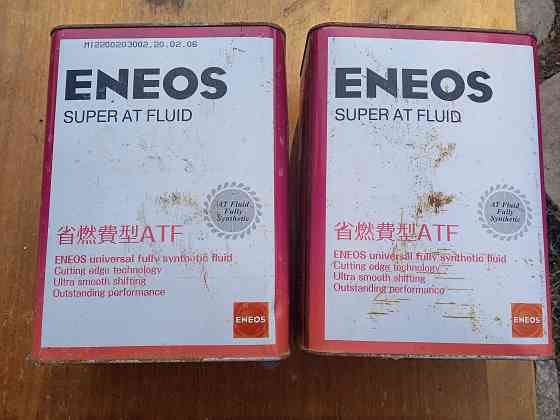 M12200203002,20.02.06
ENEOS
SUPER AT FLUID
AT Fluid
Fully
Synthetic
省燃費型ATF
ENEOS universal fully synthetic fluid
Cutting edge technology
Ultra smooth shifting
Outstanding performance
ENEOS
ENEOS
SUPER AT FLUID
AT Fluid
Fully
Synthetic
省燃費型ATF
ENEOS universal fully synthetic fluid
Cutting edge technology
Ultra smooth shifting
Outstanding performance
ENEOS